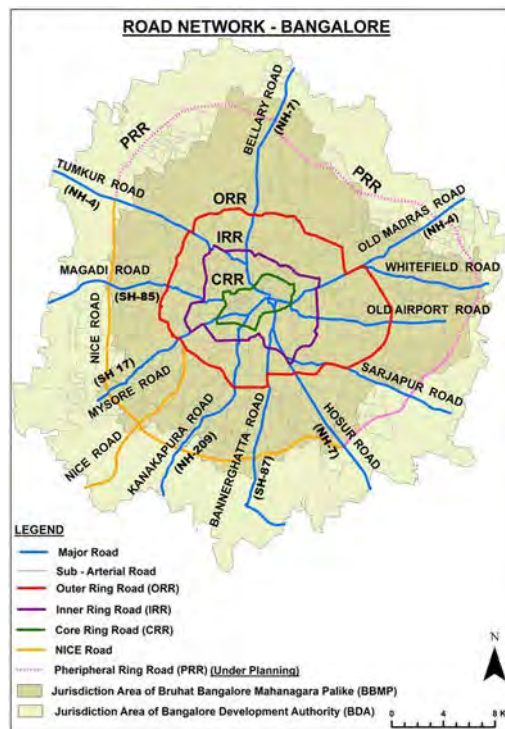 ROAD NETWORK - BANGALORE
BELLARY ROAD
(NH-7)
PRR
PRR
TUMKUR ROAD
(NH-4)
ORR
OLD MADRAS ROAD
(NH-4)
IRR
WHITEFIELD ROAD
MAGADI ROAD
(SH-85)
CRR
OLD AIRPORT ROAD
NICE ROAD
(SH 17)
MYSORE ROAD
SARJAPUR ROAD
NICE ROAD
KANAKAPURA ROAD
(NH-209)
BANNERGHATTA ROAD
(SH-87)
HOSUR ROAD
(NH-7)
LEGEND
Major Road
Sub - Arterial Road
Outer Ring Road (ORR)
Inner Ring Road (IRR)
Core Ring Road (CRR)
NICE Road
Pheripheral Ring Road (PRR) (Under Planning)
Jurisdiction Area of Bruhat Bangalore Mahanagara Palike (BBMP)
Jurisdiction Area of Bangalore Development Authority (BDA)
N
0 4 8 K